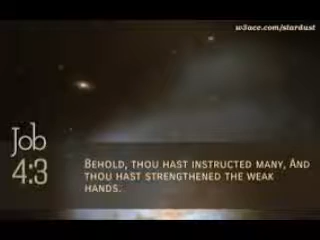 w3ace.com/stardust
Job
4:3
Behold, thou hast instructed many, And
thou hast strengthened the weak
hands.